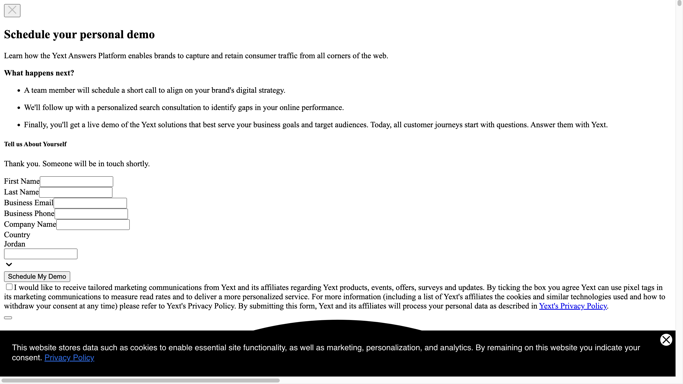 Schedule your personal demo
Learn how the Yext Answers Platform enables brands to capture and retain consumer traffic from all corners of the web.
What happens next?
A team member will schedule a short call to align on your brand's digital strategy.
We'll follow up with a personalized search consultation to identify gaps in your online performance.
Finally, you'll get a live demo of the Yext solutions that best serve your business goals and target audiences. Today, all customer journeys start with questions. Answer them with Yext.
Tell us About Yourself
Thank you. Someone will be in touch shortly.
First Name
Last Name
Business Email
Business Phone
Company Name
Country
Jordan
Schedule My Demo
I would like to receive tailored marketing communications from Yext and its affiliates regarding Yext products, events, offers, surveys and updates. By ticking the box you agree Yext can use pixel tags in
its marketing communications to measure read rates and to deliver a more personalized service. For more information (including a list of Yext's affiliates the cookies and similar technologies used and how to
withdraw your consent at any time) please refer to Yext's Privacy Policy. By submitting this form, Yext and its affiliates will process your personal data as described in Yext's Privacy Policy.
This website stores data such as cookies to enable essential site functionality, as well as marketing, personalization, and analytics. By remaining on this website you indicate your
consent. Privacy Policy